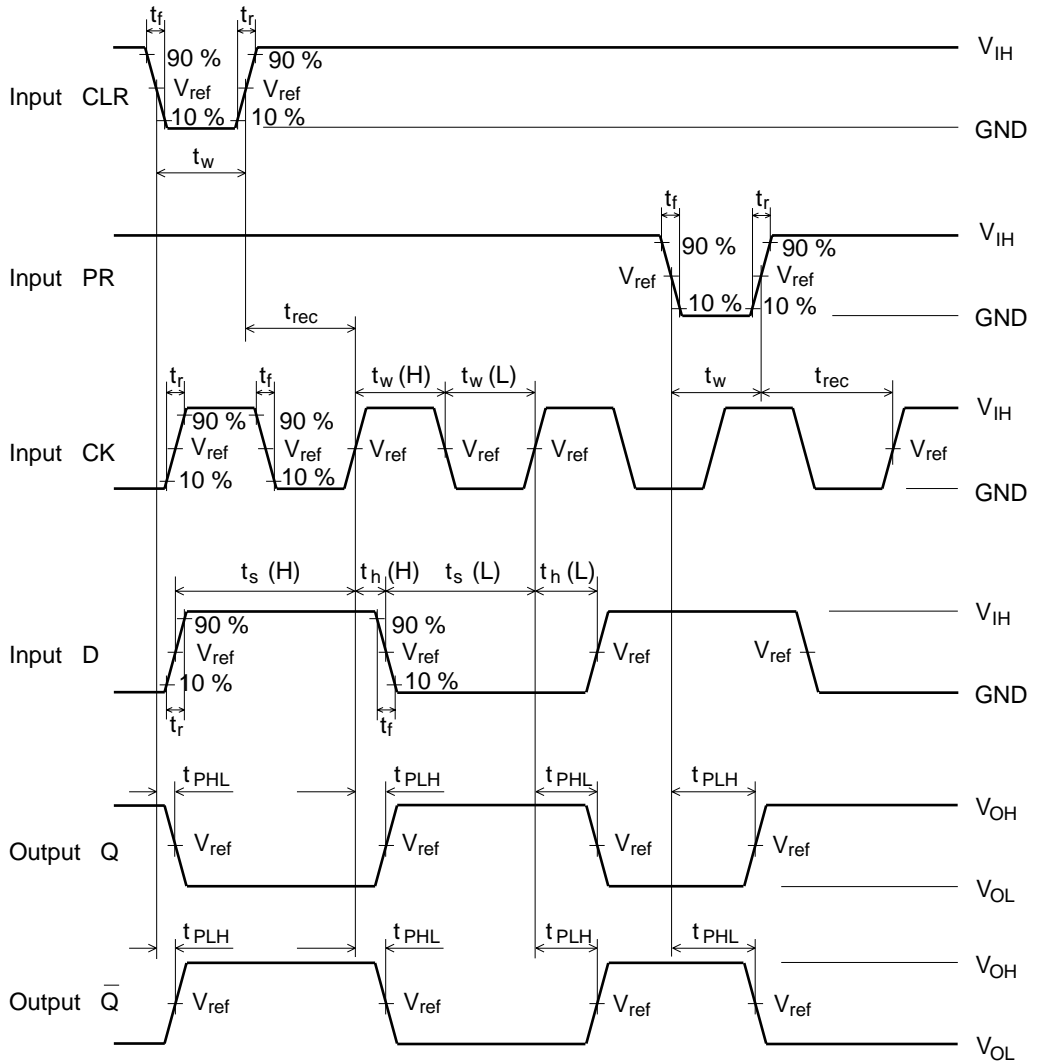 tf tr
90 % 90 % VIH
Input CLR Vref Vref
10 % 10 % GND
tw
tf tr
VIH
90 % 90 %
Input PR Vref Vref
10 % 10 % GND
trec
tr tf tw (H) tw (L) tw trec
90 % 90 % VIH
Input CK Vref Vref Vref Vref Vref Vref
10 % 10 % GND
ts (H) th (H) ts (L) th (L)
90 % 90 % VIH
Input D Vref Vref Vref Vref
10 % 10 % GND
tr tf
tPHL tPLH tPHL tPLH
VOH
Output Q Vref Vref Vref Vref
VOL
tPLH tPHL tPLH tPHL
VOH
Output Q̅ Vref Vref Vref Vref
VOL